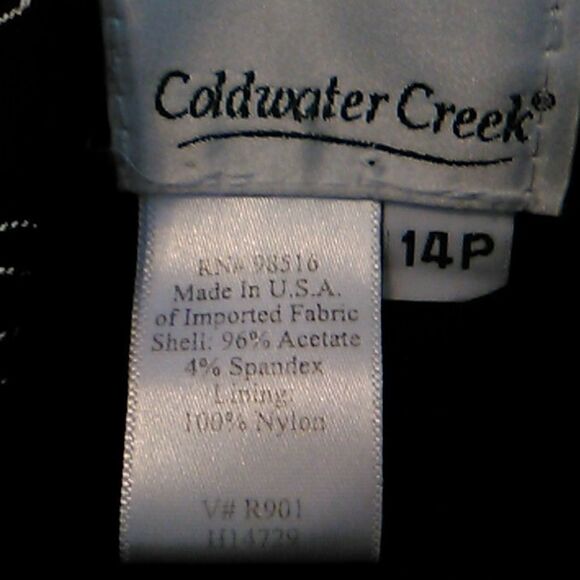 Coldwater Creek®
14P
RN# 98516
Made in U.S.A.
of Imported Fabric
Shell: 96% Acetate
4% Spandex
Lining:
100% Nylon
V# R901
H14729